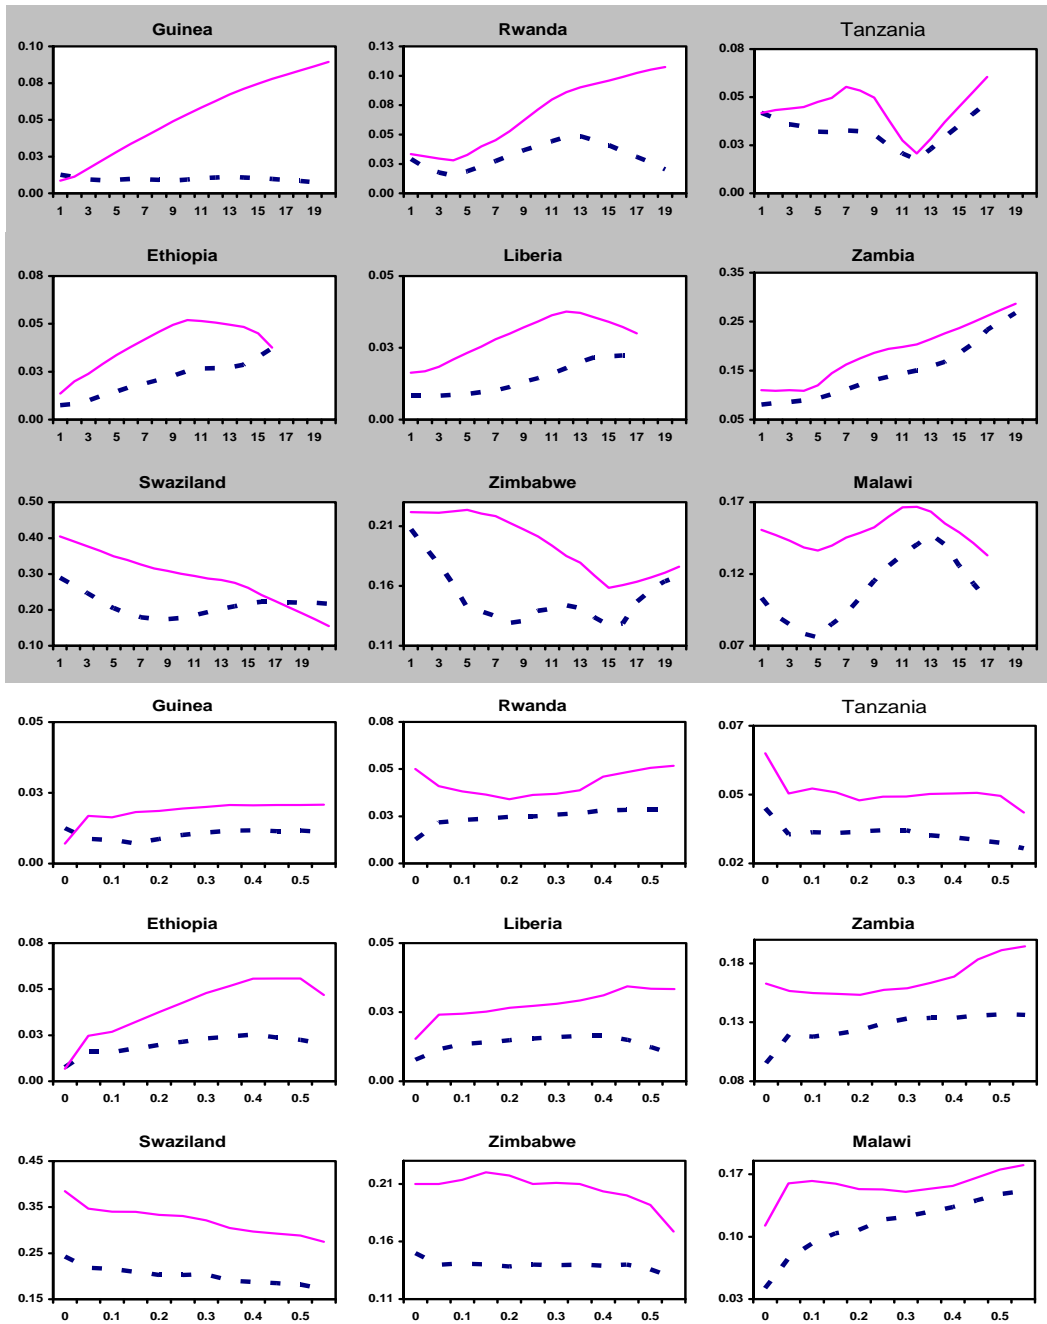 Guinea Rwanda Tanzania
0.10 0.13 0.08
0.08 0.10 0.05
0.05 0.08 0.03
0.03 0.05 0.00
0.00 0.03
0.00
1 3 5 7 9 11 13 15 17 19 1 3 5 7 9 11 13 15 17 19 1 3 5 7 9 11 13 15 17 19
Ethiopia Liberia Zambia
0.08 0.05 0.35
0.05 0.03 0.25
0.03 0.00 0.15
0.00 0.05
1 3 5 7 9 11 13 15 17 19 1 3 5 7 9 11 13 15 17 19 1 3 5 7 9 11 13 15 17 19
Swaziland Zimbabwe Malawi
0.50 0.21 0.17
0.40 0.16 0.12
0.30 0.11 0.07
0.20
0.10
1 3 5 7 9 11 13 15 17 19 1 3 5 7 9 11 13 15 17 19 1 3 5 7 9 11 13 15 17 19
Guinea Rwanda Tanzania
0.05 0.08 0.07
0.03 0.05 0.05
0.00 0.03 0.02
0.00
0 0.1 0.2 0.3 0.4 0.5 0 0.1 0.2 0.3 0.4 0.5 0 0.1 0.2 0.3 0.4 0.5
Ethiopia Liberia Zambia
0.08 0.05 0.18
0.05 0.03 0.13
0.03 0.00 0.08
0.00
0 0.1 0.2 0.3 0.4 0.5 0 0.1 0.2 0.3 0.4 0.5 0 0.1 0.2 0.3 0.4 0.5
Swaziland Zimbabwe Malawi
0.45 0.21 0.17
0.35 0.16 0.10
0.25 0.11 0.03
0.15
0 0.1 0.2 0.3 0.4 0.5 0 0.1 0.2 0.3 0.4 0.5 0 0.1 0.2 0.3 0.4 0.5